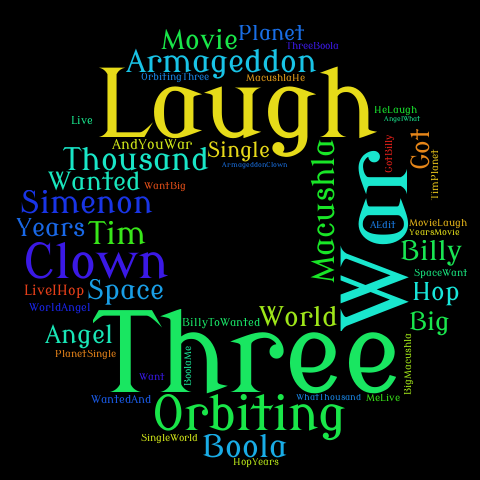 Movie
Planet
ThreeBoola
Armageddon
OrbitingThree
MacushlaHe
Laugh
HeLaugh
AngelWhat
Live
AndYouWar
Single
Got
GotBilly
Thousand
ArmageddonClown
Macushla
War
TimPlanet
Wanted
WantBig
Simenon
Years
Tim
AEdit
MovieLaugh
YearsMovie
Clown
Billy
SpaceWant
LiveIHop
Space
Hop
WorldAngel
Three
BillyToWanted
World
Big
Angel
PlanetSingle
BoolaMe
BigMacushla
Want
WantedAnd
WhatThousand
MeLive
Orbiting
SingleWorld
Boola
HopYears